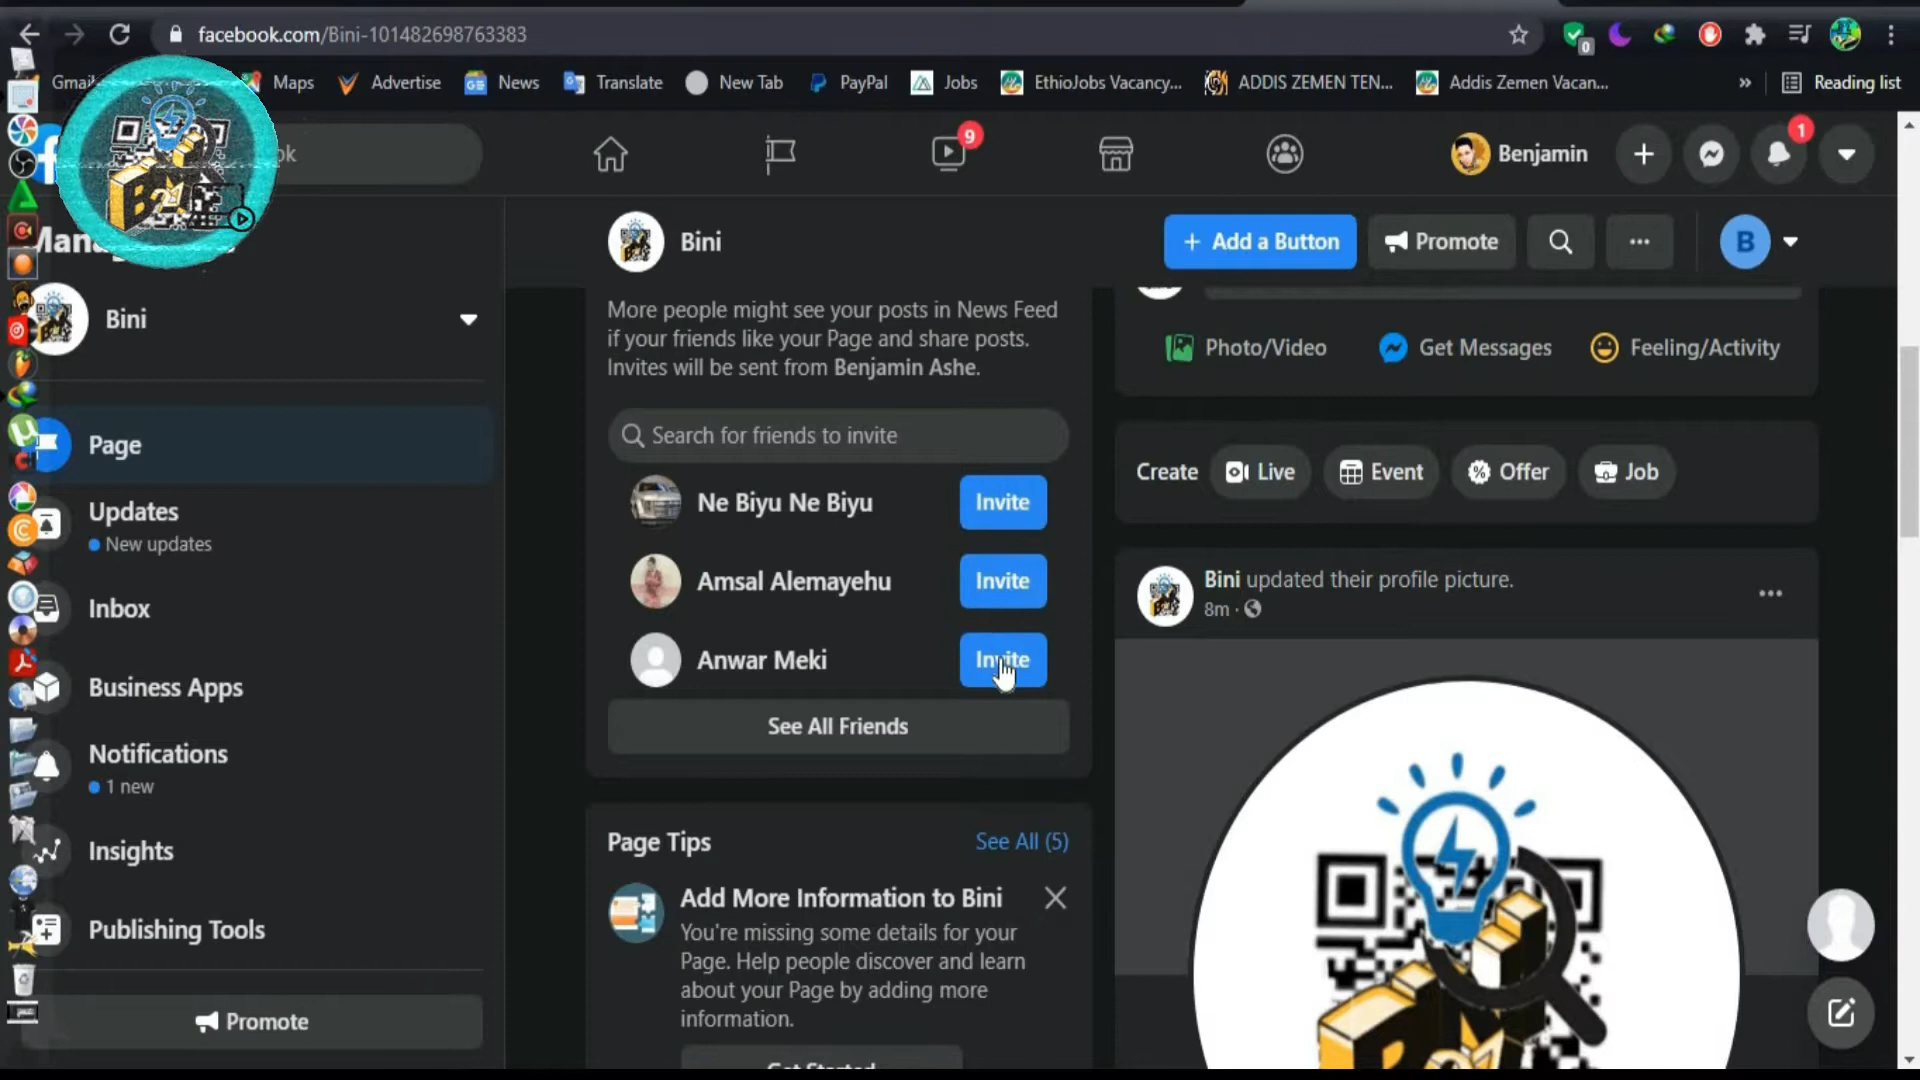 facebook.com/Bini-101482698763383
0
Gmai
Maps
Advertise
News
Translate
New Tab
PayPal
Jobs
EthioJobs Vacancy...
ADDIS ZEMEN TEN...
Addis Zemen Vacan...
»
Reading list
ok
9
Benjamin
1
Bini
Page
Updates
New updates
Inbox
Business Apps
Notifications
1 new
Insights
Publishing Tools
Promote
Bini
+ Add a Button
Promote
B
More people might see your posts in News Feed
if your friends like your Page and share posts.
Invites will be sent from Benjamin Ashe.
Search for friends to invite
Ne Biyu Ne Biyu
Invite
Amsal Alemayehu
Invite
Anwar Meki
Invite
See All Friends
Page Tips
See All (5)
Add More Information to Bini
You're missing some details for your
Page. Help people discover and learn
about your Page by adding more
information.
Get Started
Photo/Video
Get Messages
Feeling/Activity
Create
Live
Event
Offer
Job
Bini updated their profile picture.
8m ·